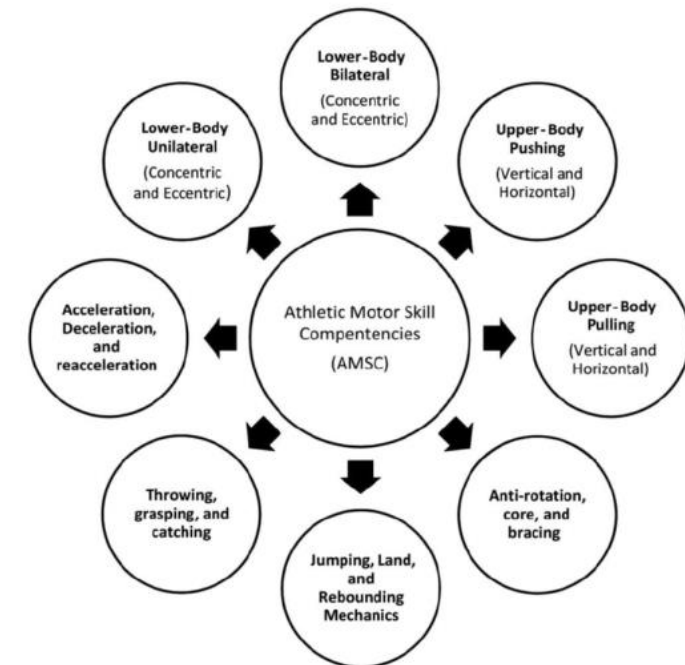 Lower-Body
Bilateral
(Concentric
and Eccentric)
Upper-Body
Pushing
(Vertical and
Horizontal)
Upper-Body
Pulling
(Vertical and
Horizontal)
Anti-rotation,
core, and
bracing
Jumping, Land,
and
Rebounding
Mechanics
Throwing,
grasping, and
catching
Acceleration,
Deceleration,
and
reacceleration
Lower-Body
Unilateral
(Concentric
and Eccentric)
Athletic Motor Skill
Compentencies
(AMSC)